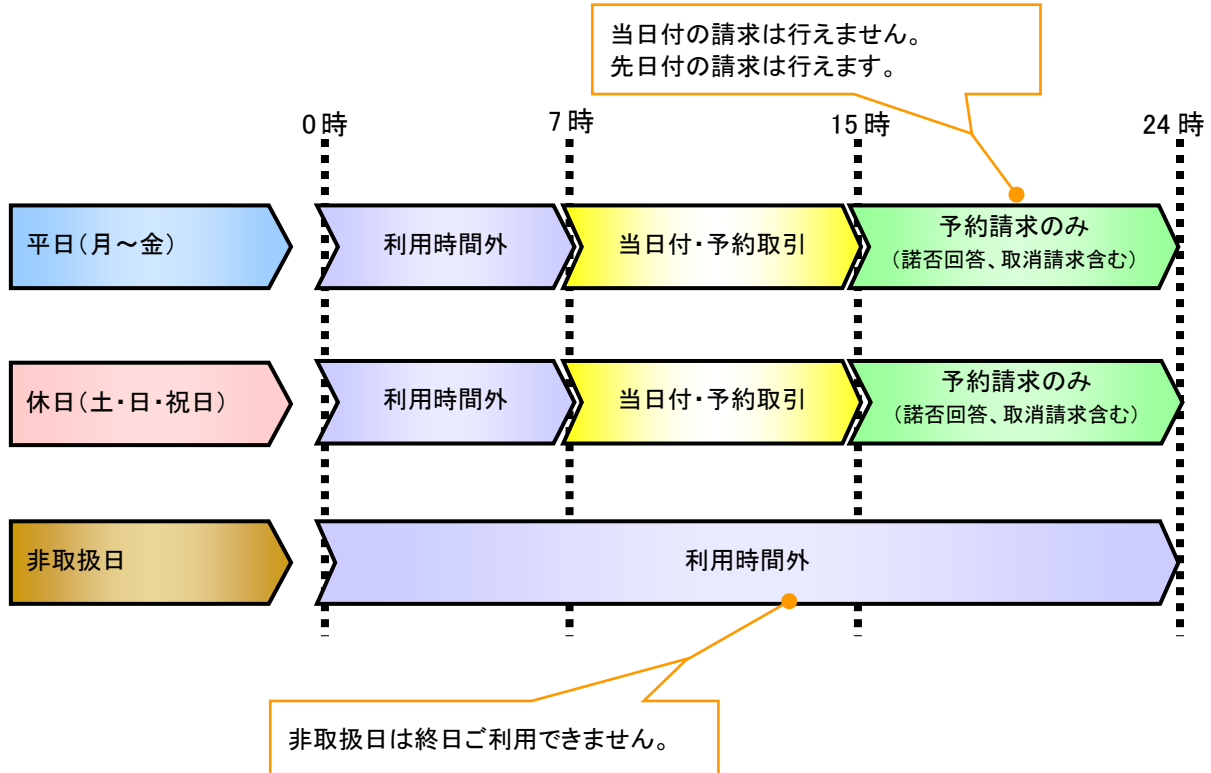 当日付の請求は行えません。
先日付の請求は行えます。
0時 7時 15時 24時
平日(月～金) 利用時間外 当日付・予約取引 予約請求のみ
(諾否回答、取消請求含む)
休日(土・日・祝日) 利用時間外 当日付・予約取引 予約請求のみ
(諾否回答、取消請求含む)
非取扱日 利用時間外
非取扱日は終日ご利用できません。